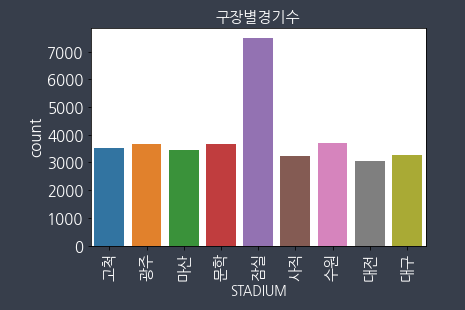 구장별경기수
count
7000
6000
5000
4000
3000
2000
1000
0
고척
광주
마산
문학
잠실
사직
수원
대전
대구
STADIUM